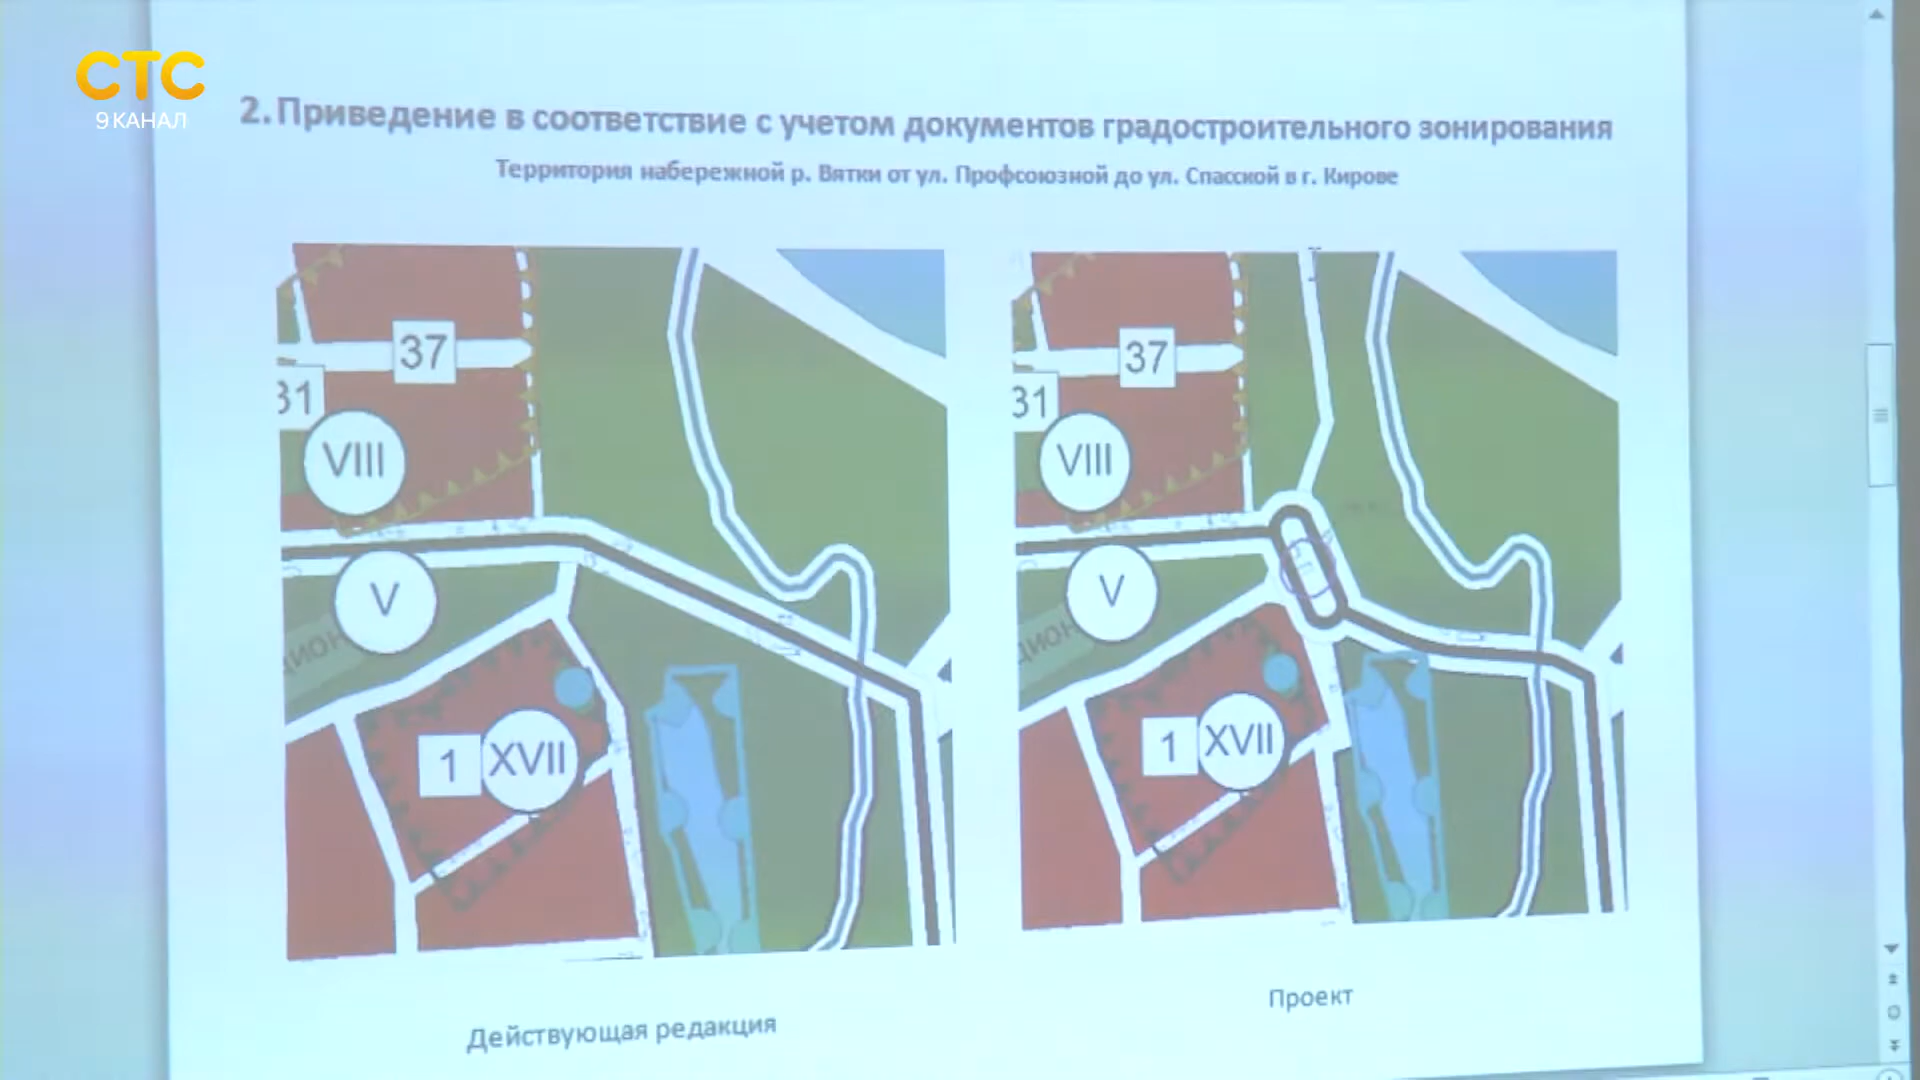 СТС
9 КАНАЛ
2. Приведение в соответствие с учетом документов градостроительного зонирования
Территория набережной р. Вятки от ул. Профсоюзной до ул. Спасской в г. Кирове
37
31
VIII
V
1
XVII
37
31
VIII
V
1
XVII
Действующая редакция
Проект